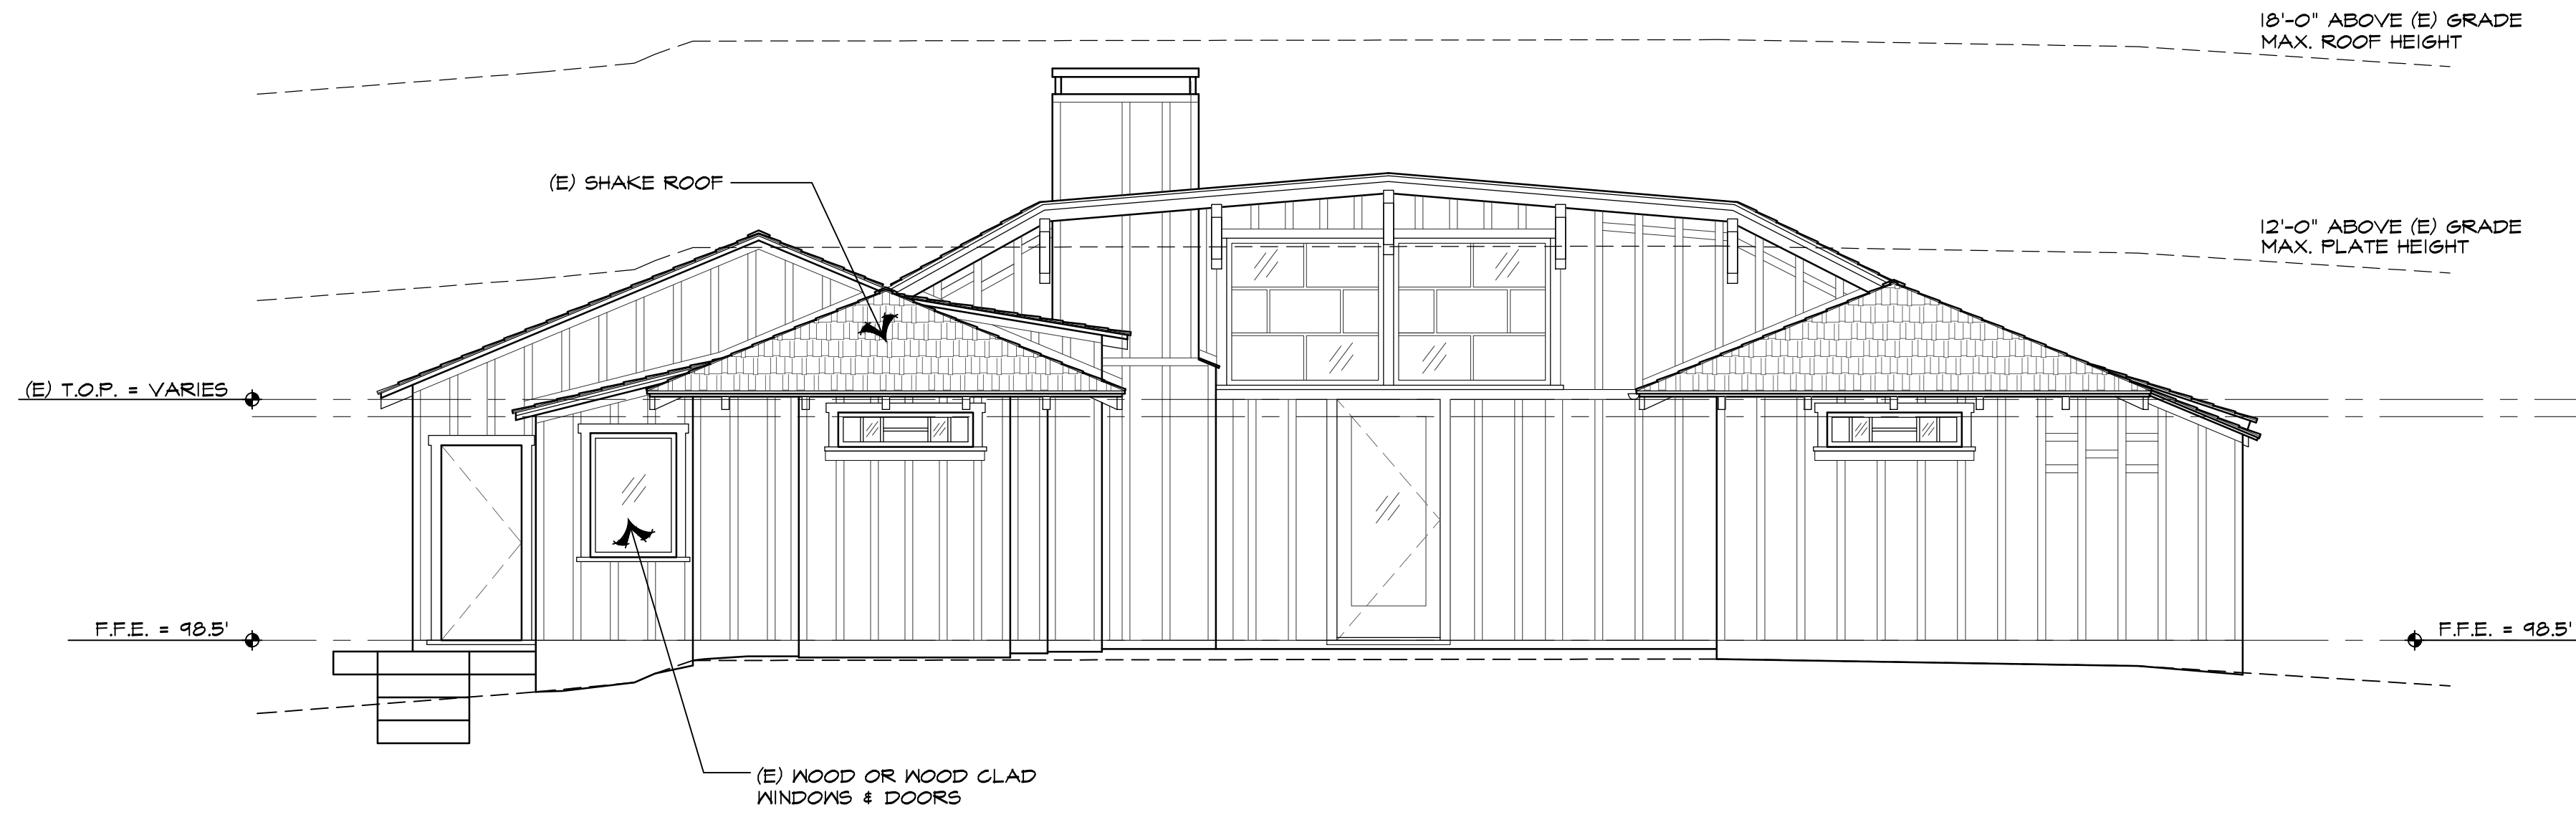 18'-0" ABOVE (E) GRADE
MAX. ROOF HEIGHT
(E) SHAKE ROOF
12'-0" ABOVE (E) GRADE
MAX. PLATE HEIGHT
(E) T.O.P. = VARIES
F.F.E. = 98.5'
F.F.E. = 98.5'
(E) WOOD OR WOOD CLAD
WINDOWS & DOORS